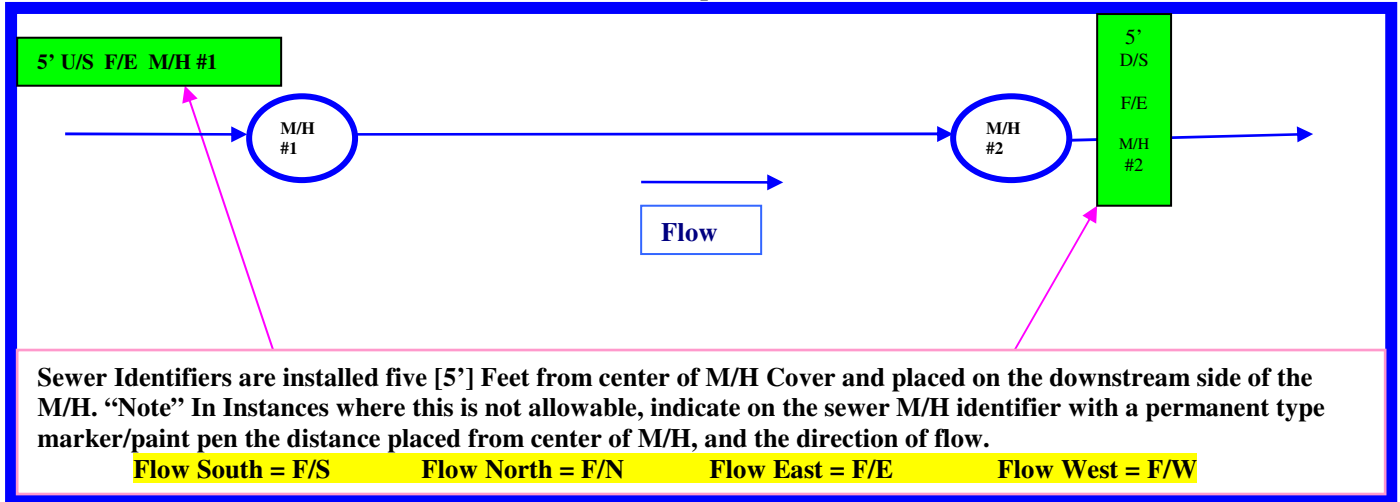 5’ U/S F/E M/H #1
M/H
#1
M/H
#2
5’
D/S
F/E
M/H
#2
Flow
Sewer Identifiers are installed five [5’] Feet from center of M/H Cover and placed on the downstream side of the
M/H. “Note” In Instances where this is not allowable, indicate on the sewer M/H identifier with a permanent type
marker/paint pen the distance placed from center of M/H, and the direction of flow.
Flow South = F/S Flow North = F/N Flow East = F/E Flow West = F/W